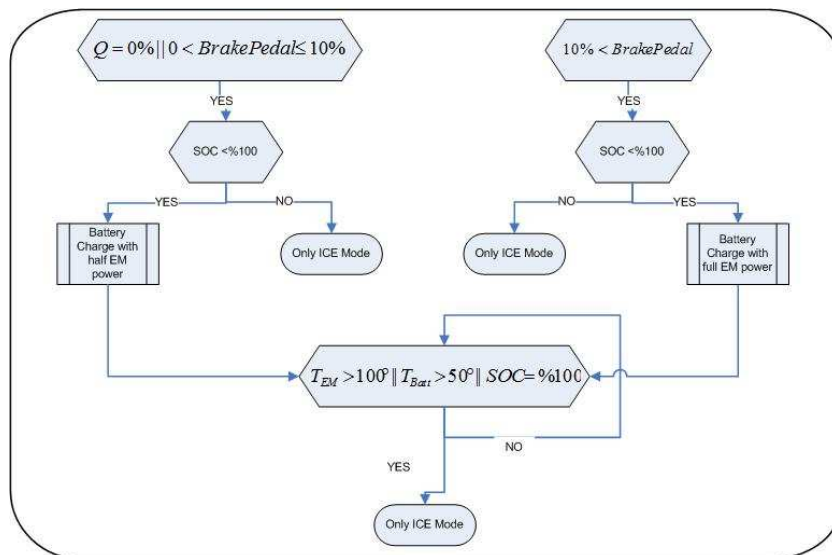 Q = 0% || 0 < BrakePedal ≤ 10%
10% < BrakePedal
YES
YES
SOC <%100
SOC <%100
YES
NO
NO
YES
Battery
Charge with
half EM
power
Only ICE Mode
Only ICE Mode
Battery
Charge with
full EM power
T_EM >100° || T_Batt >50° || SOC=%100
NO
YES
Only ICE Mode